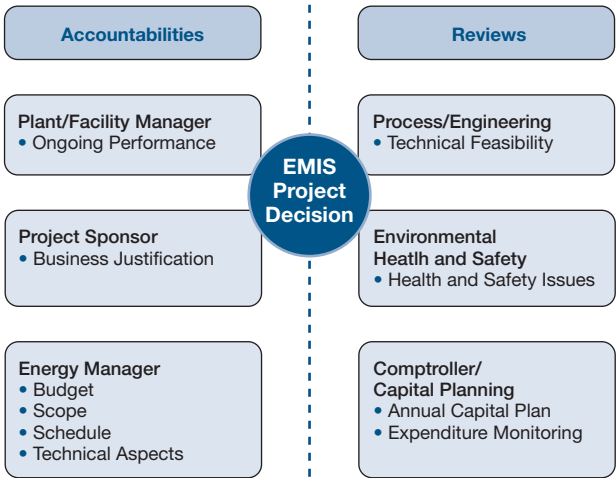 Accountabilities
Plant/Facility Manager
• Ongoing Performance
Project Sponsor
• Business Justification
Energy Manager
• Budget
• Scope
• Schedule
• Technical Aspects
EMIS
Project
Decision
Reviews
Process/Engineering
• Technical Feasibility
Environmental
Heatlh and Safety
• Health and Safety Issues
Comptroller/
Capital Planning
• Annual Capital Plan
• Expenditure Monitoring